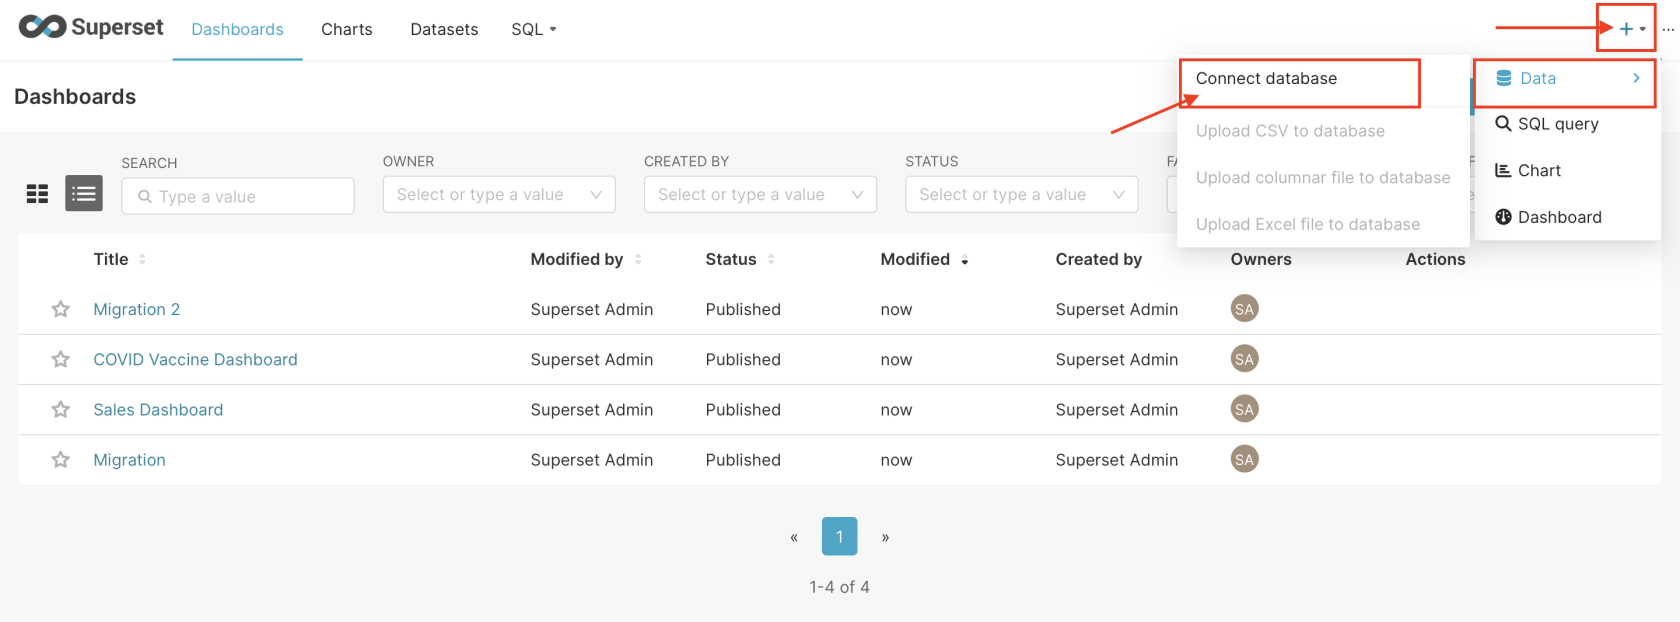 Superset Dashboards Charts Datasets SQL + ...
Connect database Data
Dashboards
Upload CSV to database SQL query
SEARCH OWNER CREATED BY STATUS FA
Type a value Select or type a value Select or type a value Select or type a value Upload columnar file to database Chart
Upload Excel file to database Dashboard
Title Modified by Status Modified Created by Owners Actions
Migration 2 Superset Admin Published now Superset Admin SA
COVID Vaccine Dashboard Superset Admin Published now Superset Admin SA
Sales Dashboard Superset Admin Published now Superset Admin SA
Migration Superset Admin Published now Superset Admin SA
« 1 »
1-4 of 4